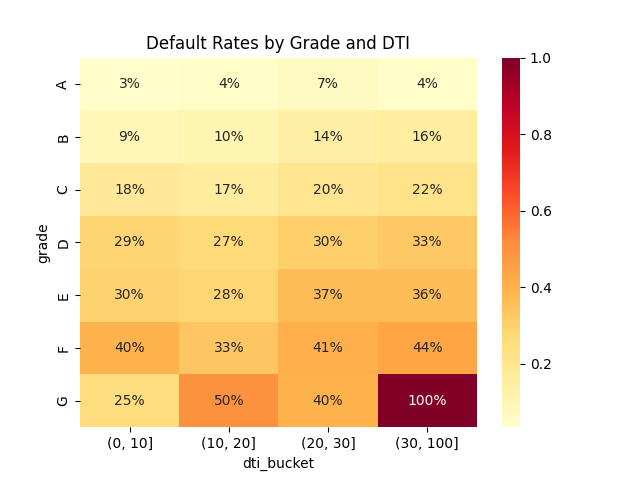 Default Rates by Grade and DTI
A 3% 4% 7% 4%
B 9% 10% 14% 16%
C 18% 17% 20% 22%
D 29% 27% 30% 33%
E 30% 28% 37% 36%
F 40% 33% 41% 44%
G 25% 50% 40% 100%
grade
(0, 10] (10, 20] (20, 30] (30, 100]
dti_bucket
1.0
0.8
0.6
0.4
0.2